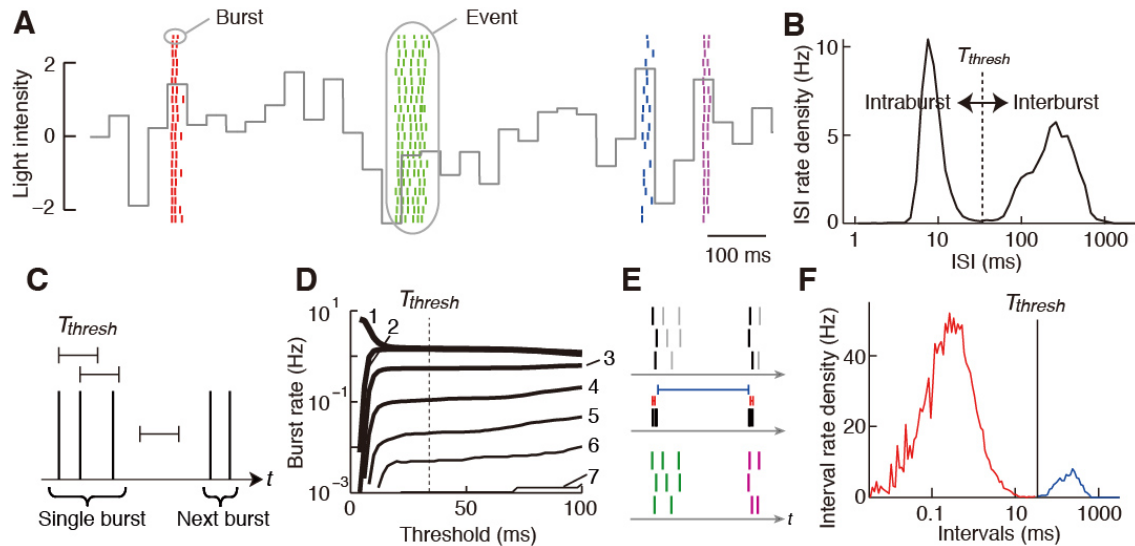 A
Burst
Event
Light intensity
2
0
−2
100 ms
B
ISI rate density (Hz)
10
5
0
T_thresh
Intraburst
Interburst
1
10
100
1000
ISI (ms)
C
T_thresh
t
Single burst
Next burst
D
T_thresh
Burst rate (Hz)
10^1
1
10^-1
10^-3
0
50
100
Threshold (ms)
1
2
3
4
5
6
7
E
t
F
T_thresh
Interval rate density (Hz)
40
20
0
0.1
10
1000
Intervals (ms)